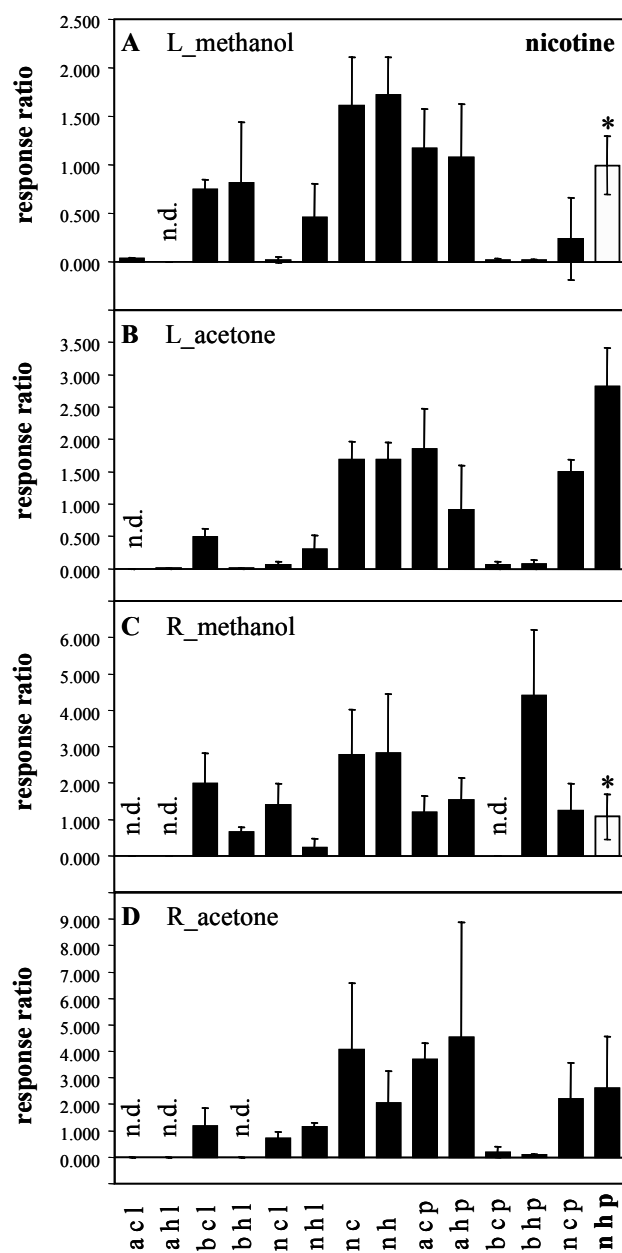 2.500
A L_methanol nicotine
2.000
1.500
1.000
0.500
0.000
response ratio
n.d.
*
B L_acetone
3.500
3.000
2.500
2.000
1.500
1.000
0.500
0.000
response ratio
n.d.
C R_methanol
6.000
5.000
4.000
3.000
2.000
1.000
0.000
response ratio
n.d. n.d. n.d.
*
D R_acetone
9.000
8.000
7.000
6.000
5.000
4.000
3.000
2.000
1.000
0.000
response ratio
n.d. n.d. n.d.
a c l a h l b c l b h l n c l n h l n c n h a c p a h p b c p b h p n c p n h p